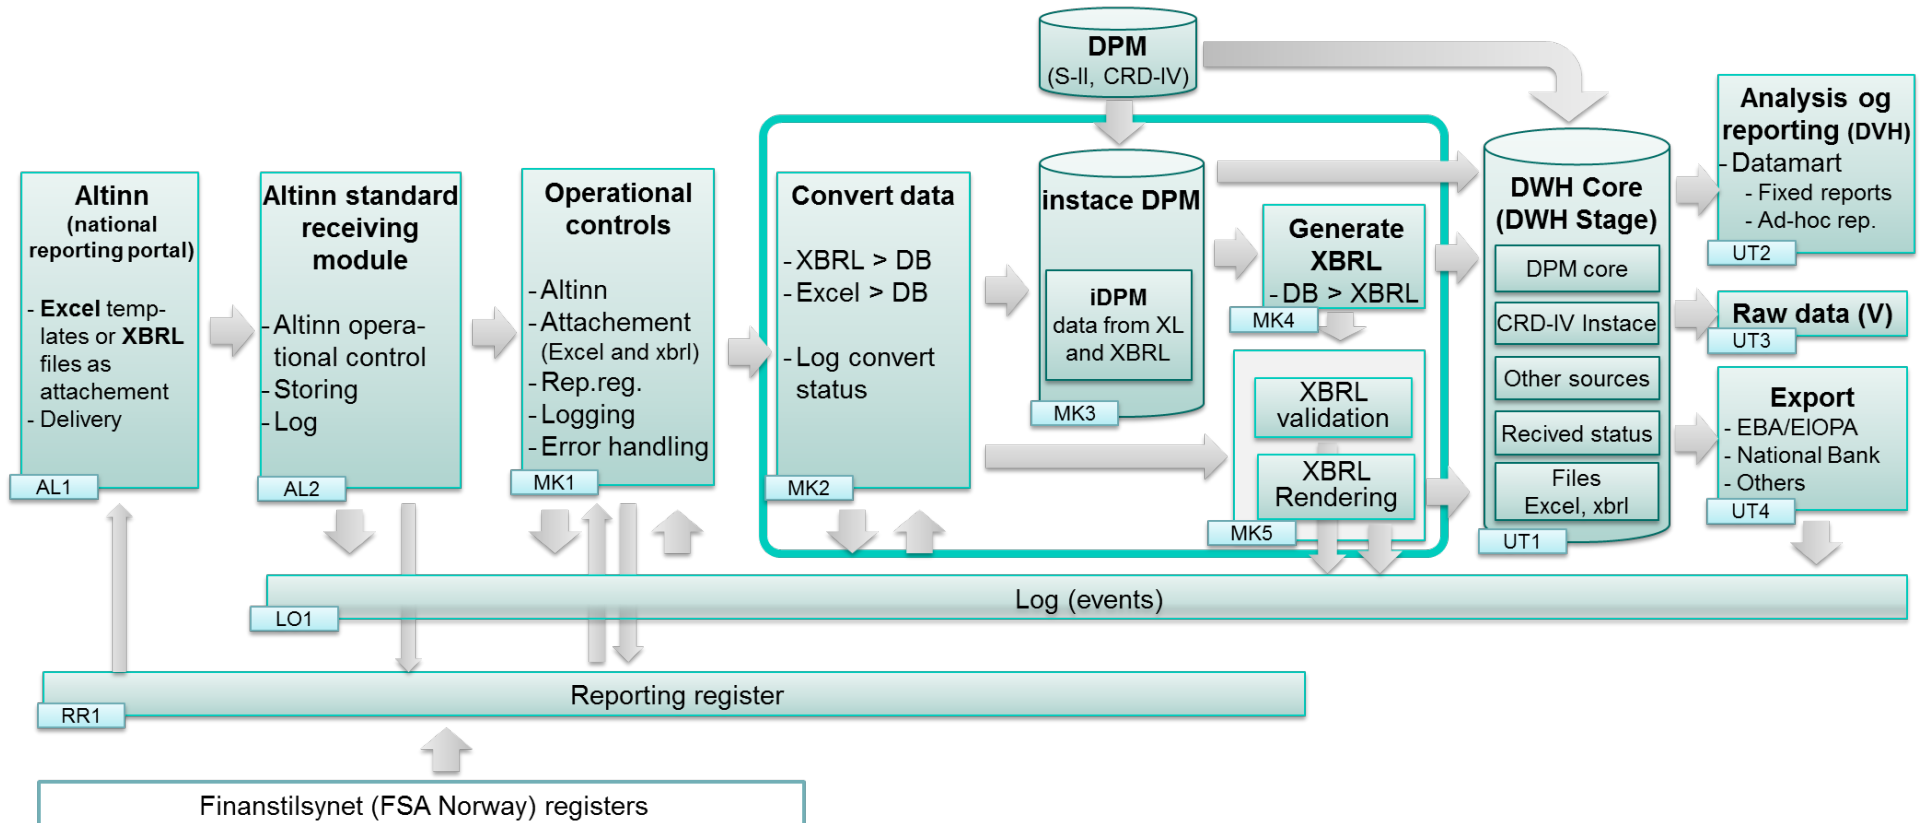 DPM
(S-II, CRD-IV)
Altinn
(national
reporting portal)
- Excel temp-
lates or XBRL
files as
attachement
- Delivery
AL1
Altinn standard
receiving
module
- Altinn opera-
tional control
- Storing
- Log
AL2
Operational
controls
- Altinn
- Attachement
(Excel and xbrl)
- Rep.reg.
- Logging
- Error handling
MK1
Convert data
- XBRL > DB
- Excel > DB
- Log convert
status
MK2
instace DPM
iDPM
data from XL
and XBRL
MK3
Generate
XBRL
- DB > XBRL
MK4
XBRL
validation
XBRL
Rendering
MK5
DWH Core
(DWH Stage)
DPM core
CRD-IV Instace
Other sources
Recived status
Files
Excel, xbrl
UT1
Analysis og
reporting (DVH)
- Datamart
- Fixed reports
- Ad-hoc rep.
UT2
Raw data (V)
UT3
Export
- EBA/EIOPA
- National Bank
- Others
UT4
Log (events)
LO1
Reporting register
RR1
Finanstilsynet (FSA Norway) registers